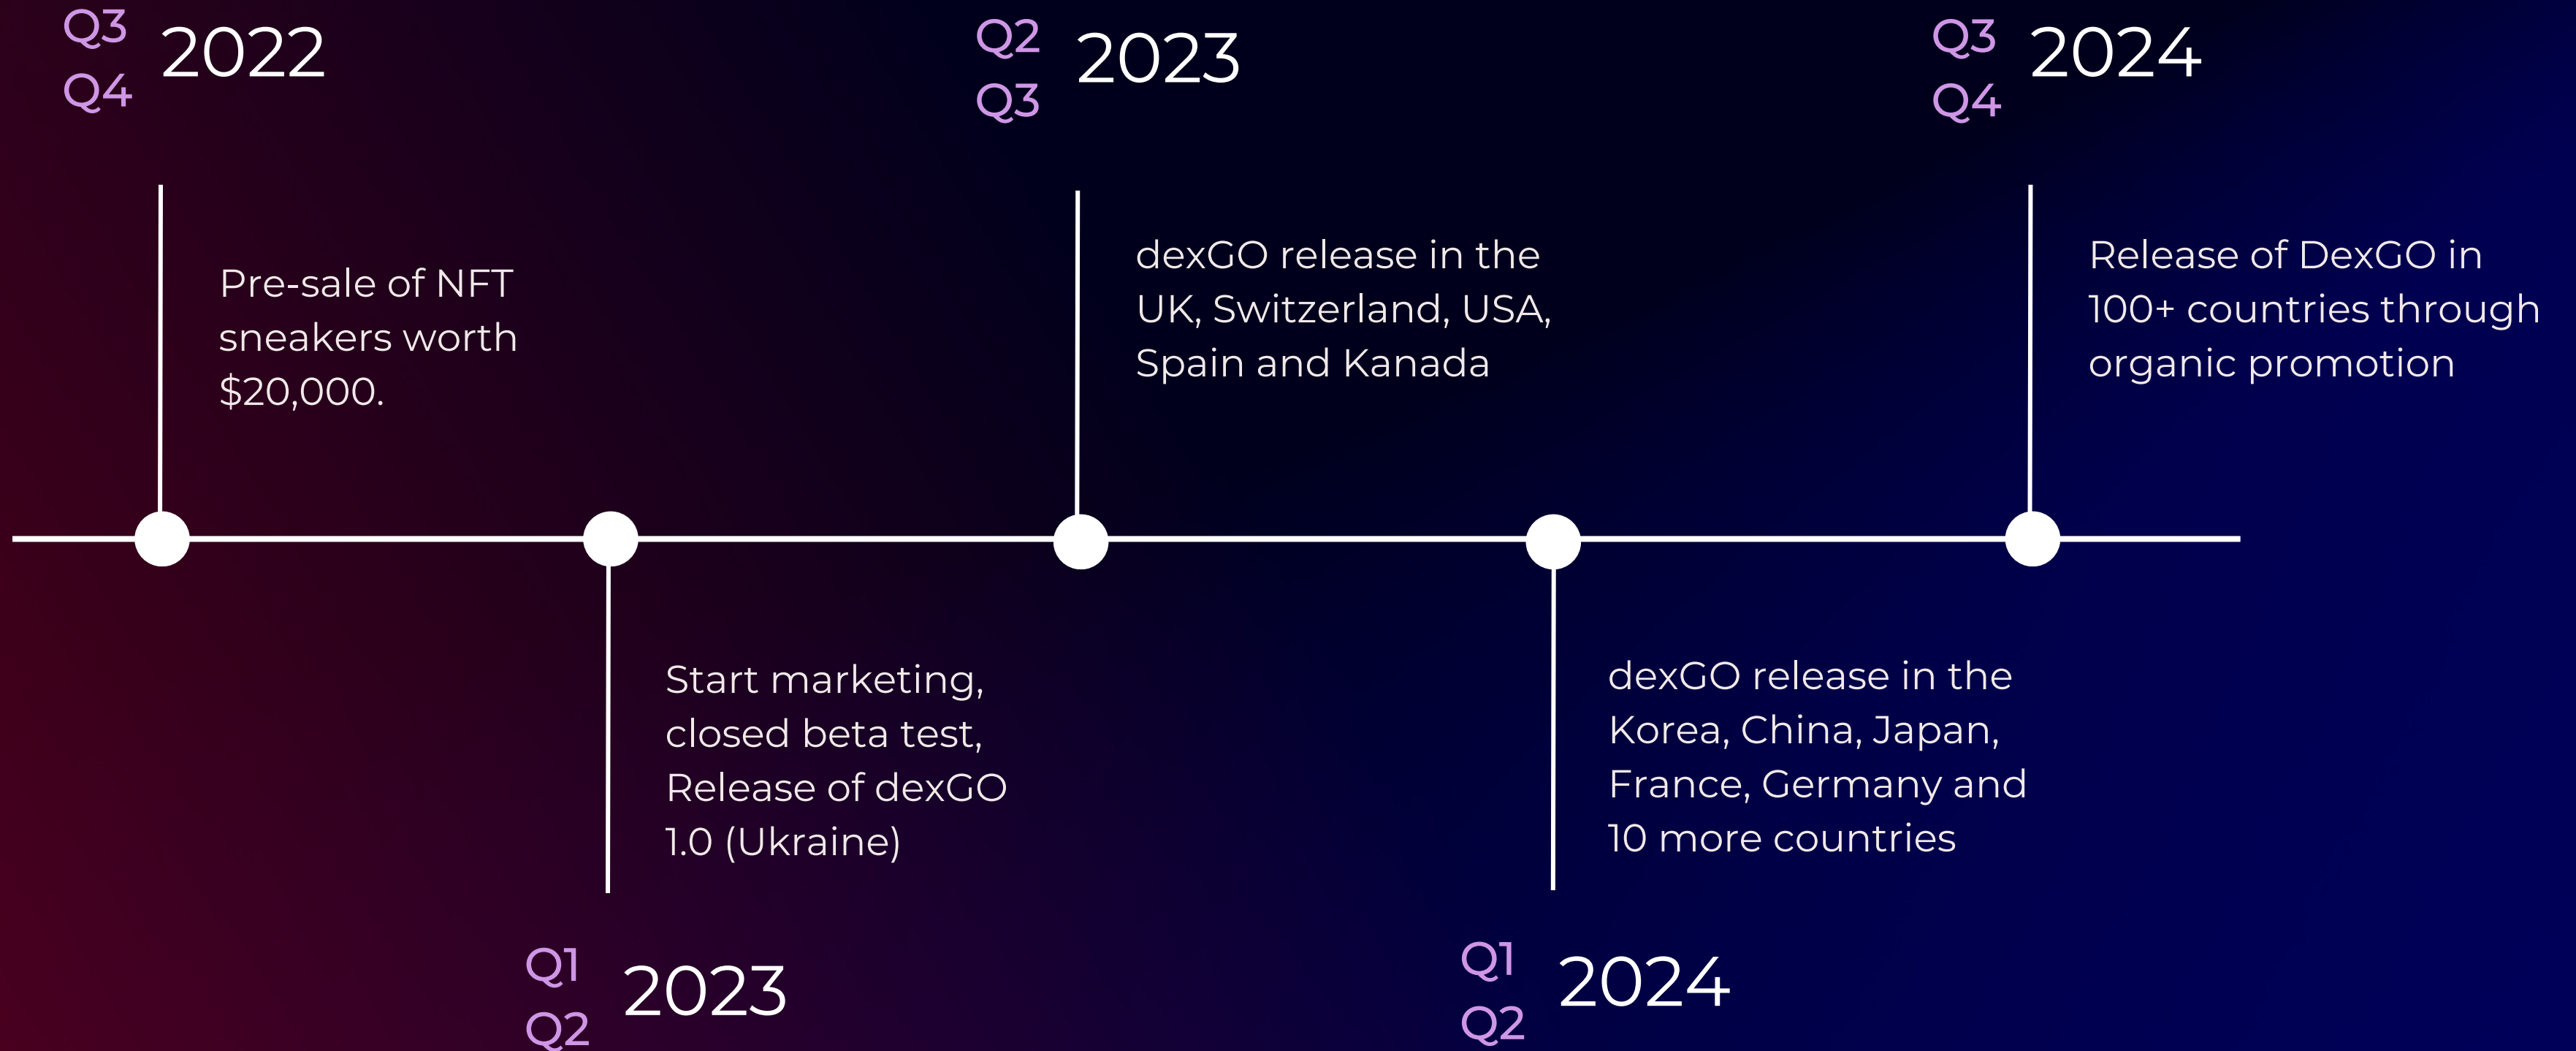 Q3
Q4
2022
Pre-sale of NFT
sneakers worth
$20,000.
Start marketing,
closed beta test,
Release of dexGO
1.0 (Ukraine)
Q1
Q2
2023
Q2
Q3
2023
dexGO release in the
UK, Switzerland, USA,
Spain and Kanada
dexGO release in the
Korea, China, Japan,
France, Germany and
10 more countries
Q1
Q2
2024
Q3
Q4
2024
Release of DexGO in
100+ countries through
organic promotion